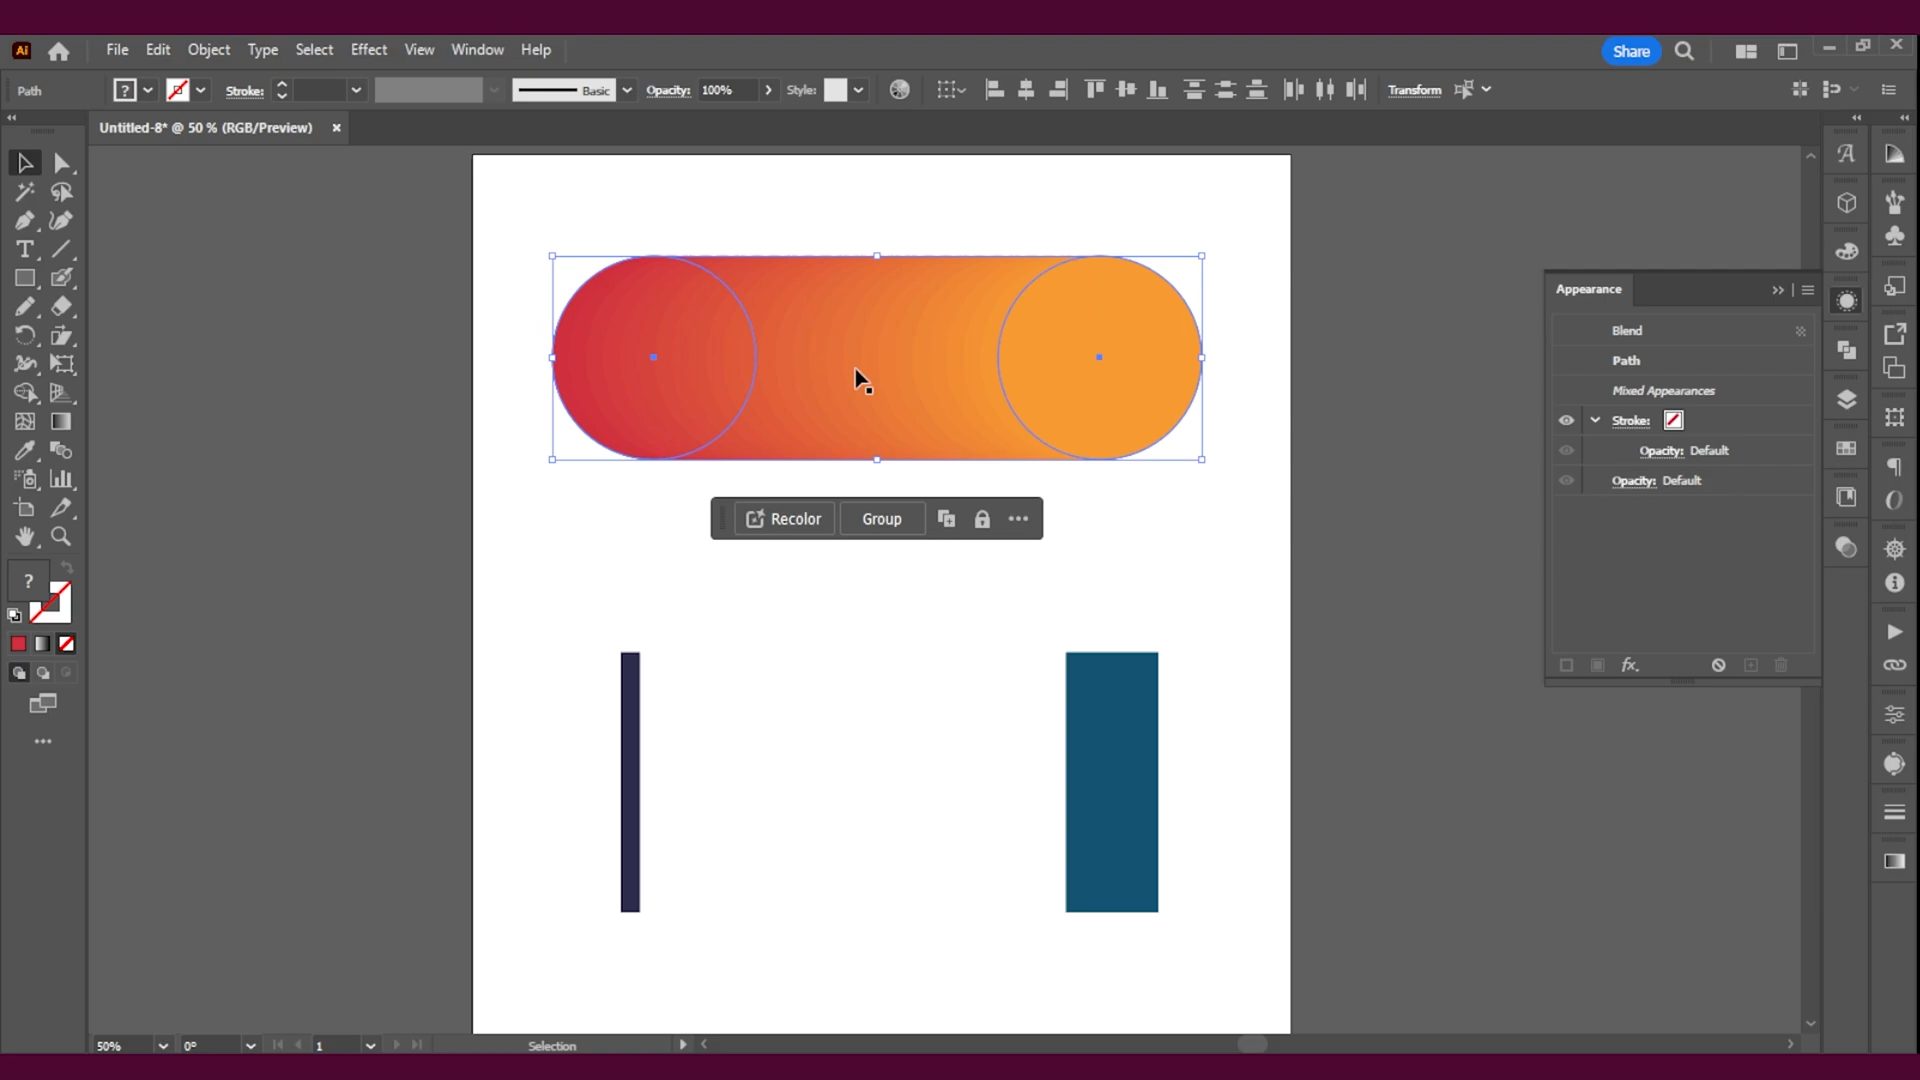 Ai File Edit Object Type Select Effect View Window Help Share
Path ? Stroke: Basic Opacity: 100% Style: Transform
Untitled-8* @ 50 % (RGB/Preview) ×
Appearance
Blend
Path
Mixed Appearances
Stroke:
Opacity: Default
Opacity: Default
fx.
Recolor Group
?
50% 0° 1 Selection